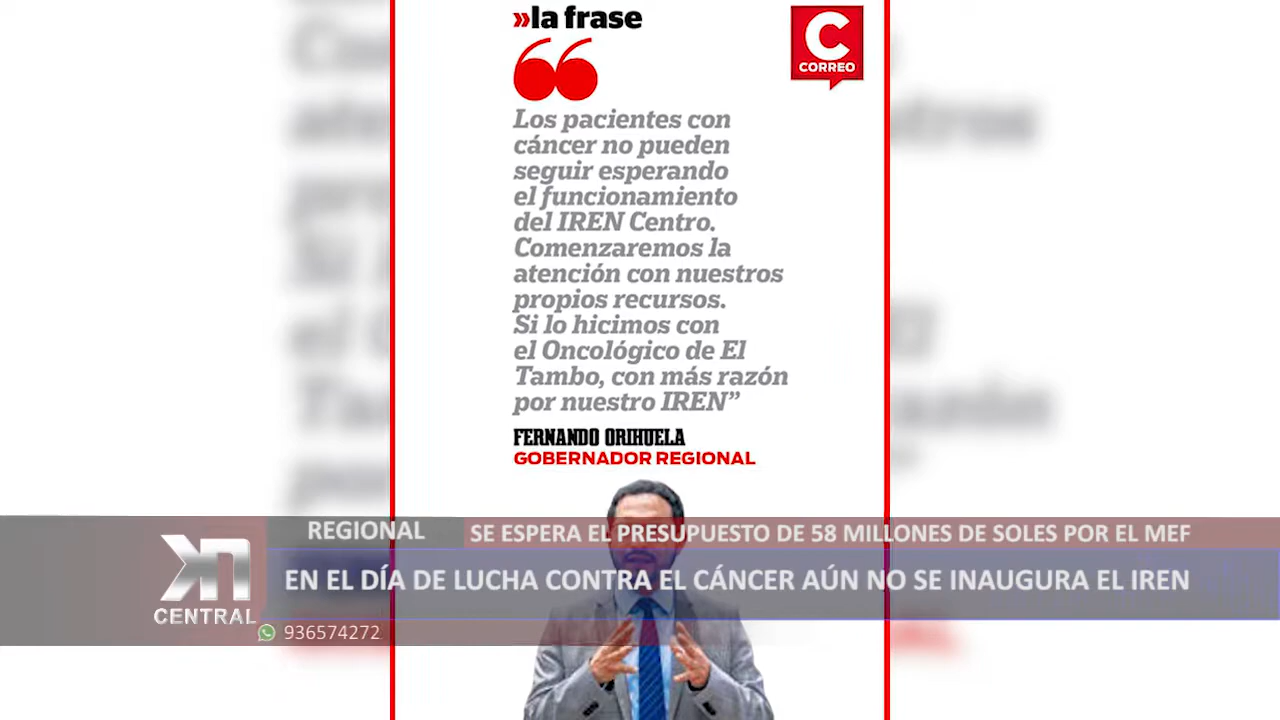 »la frase
C
CORREO
Los pacientes con
cáncer no pueden
seguir esperando
el funcionamiento
del IREN Centro.
Comenzaremos la
atención con nuestros
propios recursos.
Si lo hicimos con
el Oncológico de El
Tambo, con más razón
por nuestro IREN”
FERNANDO ORIHUELA
GOBERNADOR REGIONAL
REGIONAL
SE ESPERA EL PRESUPUESTO DE 58 MILLONES DE SOLES POR EL MEF
EN EL DÍA DE LUCHA CONTRA EL CÁNCER AÚN NO SE INAUGURA EL IREN
CENTRAL
936574272